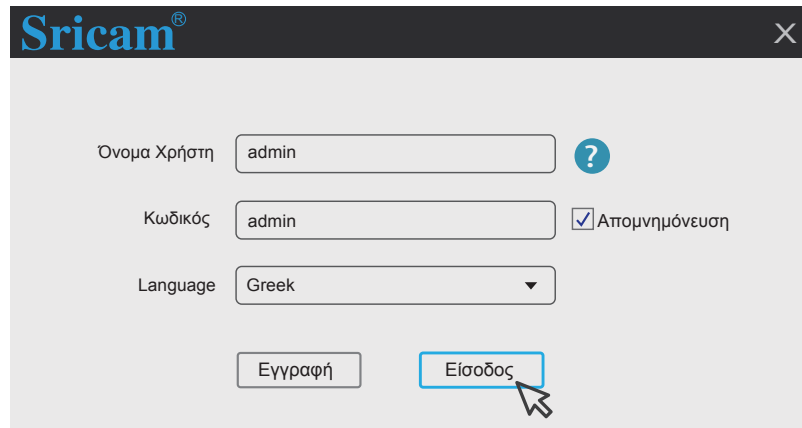 Sricam®
X
Όνομα Χρήστη admin ?
Κωδικός admin Απομνημόνευση
Language Greek
Εγγραφή Είσοδος